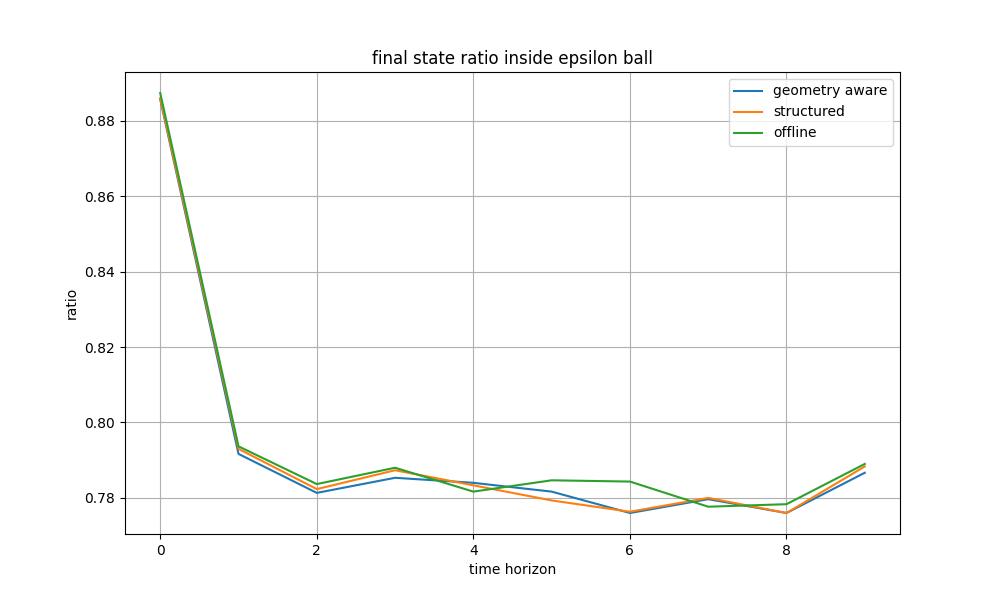 final state ratio inside epsilon ball
geometry aware
structured
offline
ratio
0.88
0.86
0.84
0.82
0.80
0.78
0 2 4 6 8
time horizon